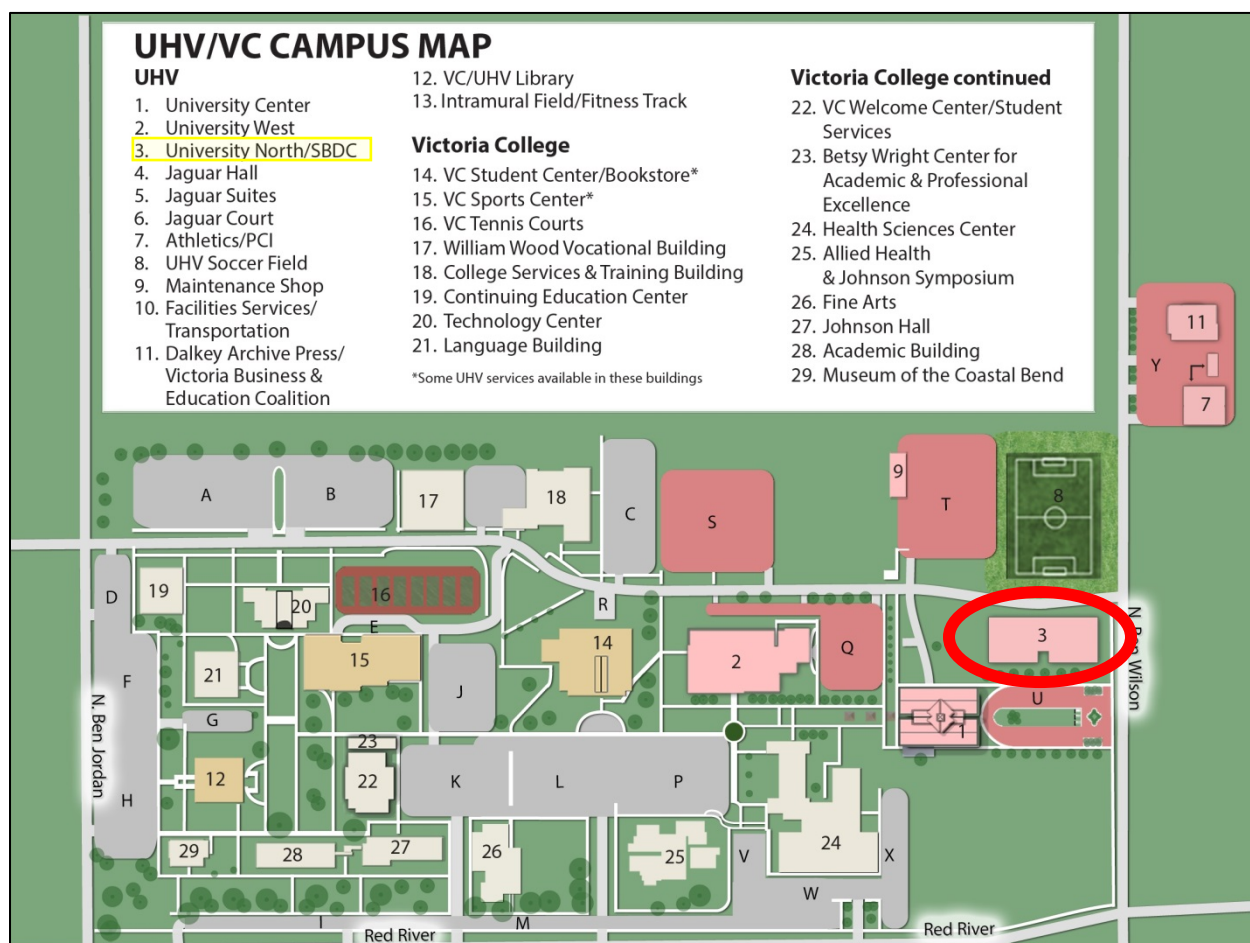 UHV/VC CAMPUS MAP
UHV
1. University Center
2. University West
3. University North/SBDC
4. Jaguar Hall
5. Jaguar Suites
6. Jaguar Court
7. Athletics/PCI
8. UHV Soccer Field
9. Maintenance Shop
10. Facilities Services/
Transportation
11. Dalkey Archive Press/
Victoria Business &
Education Coalition
12. VC/UHV Library
13. Intramural Field/Fitness Track
Victoria College
14. VC Student Center/Bookstore*
15. VC Sports Center*
16. VC Tennis Courts
17. William Wood Vocational Building
18. College Services & Training Building
19. Continuing Education Center
20. Technology Center
21. Language Building
*Some UHV services available in these buildings
Victoria College continued
22. VC Welcome Center/Student
Services
23. Betsy Wright Center for
Academic & Professional
Excellence
24. Health Sciences Center
25. Allied Health
& Johnson Symposium
26. Fine Arts
27. Johnson Hall
28. Academic Building
29. Museum of the Coastal Bend
11
Y
7
A
B
17
18
C
S
9
T
8
D
19
20
16
E
R
14
2
Q
3
N. Ben Wilson
F
21
15
J
U
1
G
N. Ben Jordan
12
23
22
K
L
P
H
29
28
27
26
25
V
24
X
W
I
M
Red River
Red River